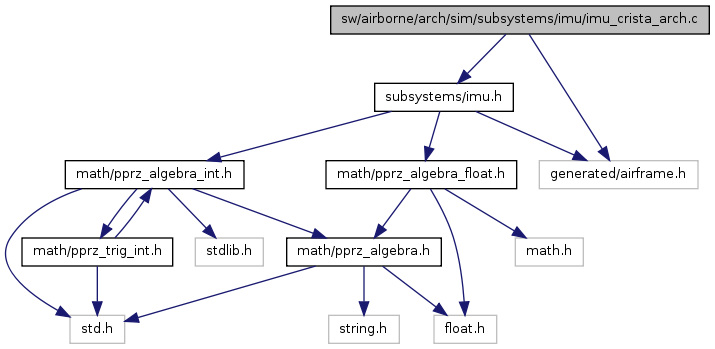 sw/airborne/arch/sim/subsystems/imu/imu_crista_arch.c
subsystems/imu.h
math/pprz_algebra_int.h
math/pprz_algebra_float.h
generated/airframe.h
math/pprz_trig_int.h
stdlib.h
math/pprz_algebra.h
math.h
std.h
string.h
float.h